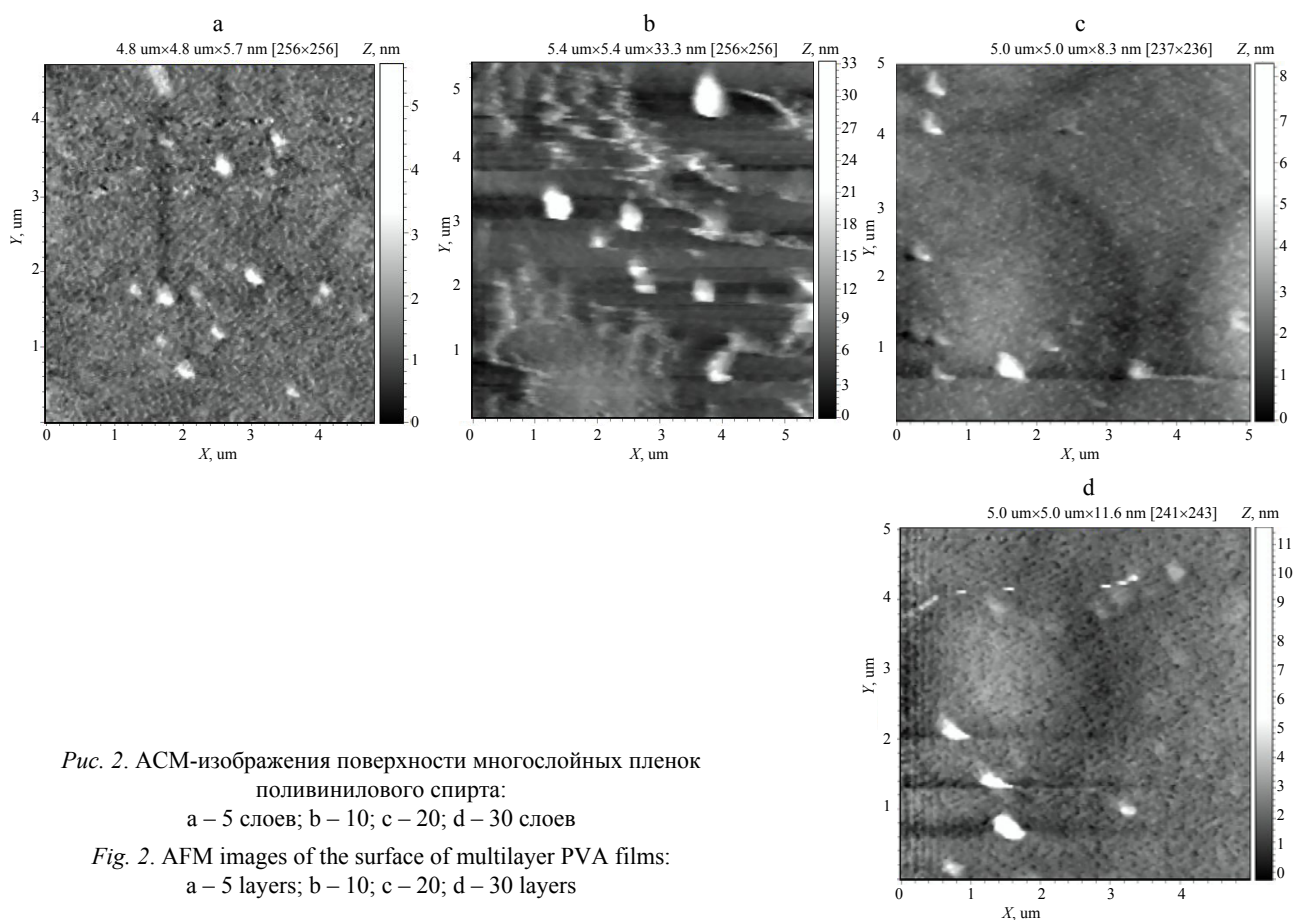 a
4.8 um×4.8 um×5.7 nm [256×256] Z, nm
5
4
3
2
1
0
Y, um
4
3
2
1
0 1 2 3 4
X, um
b
5.4 um×5.4 um×33.3 nm [256×256] Z, nm
33
30
27
24
21
18
15
12
9
6
3
0
Y, um
5
4
3
2
1
0 1 2 3 4 5
X, um
c
5.0 um×5.0 um×8.3 nm [237×236] Z, nm
8
7
6
5
4
3
2
1
0
Y, um
5
4
3
2
1
0 1 2 3 4 5
X, um
d
5.0 um×5.0 um×11.6 nm [241×243] Z, nm
11
10
9
8
7
6
5
4
3
2
1
0
Y, um
5
4
3
2
1
0 1 2 3 4
X, um
Рис. 2. АСМ-изображения поверхности многослойных пленок
поливинилового спирта:
a – 5 слоев; b – 10; c – 20; d – 30 слоев
Fig. 2. AFM images of the surface of multilayer PVA films:
a – 5 layers; b – 10; c – 20; d – 30 layers